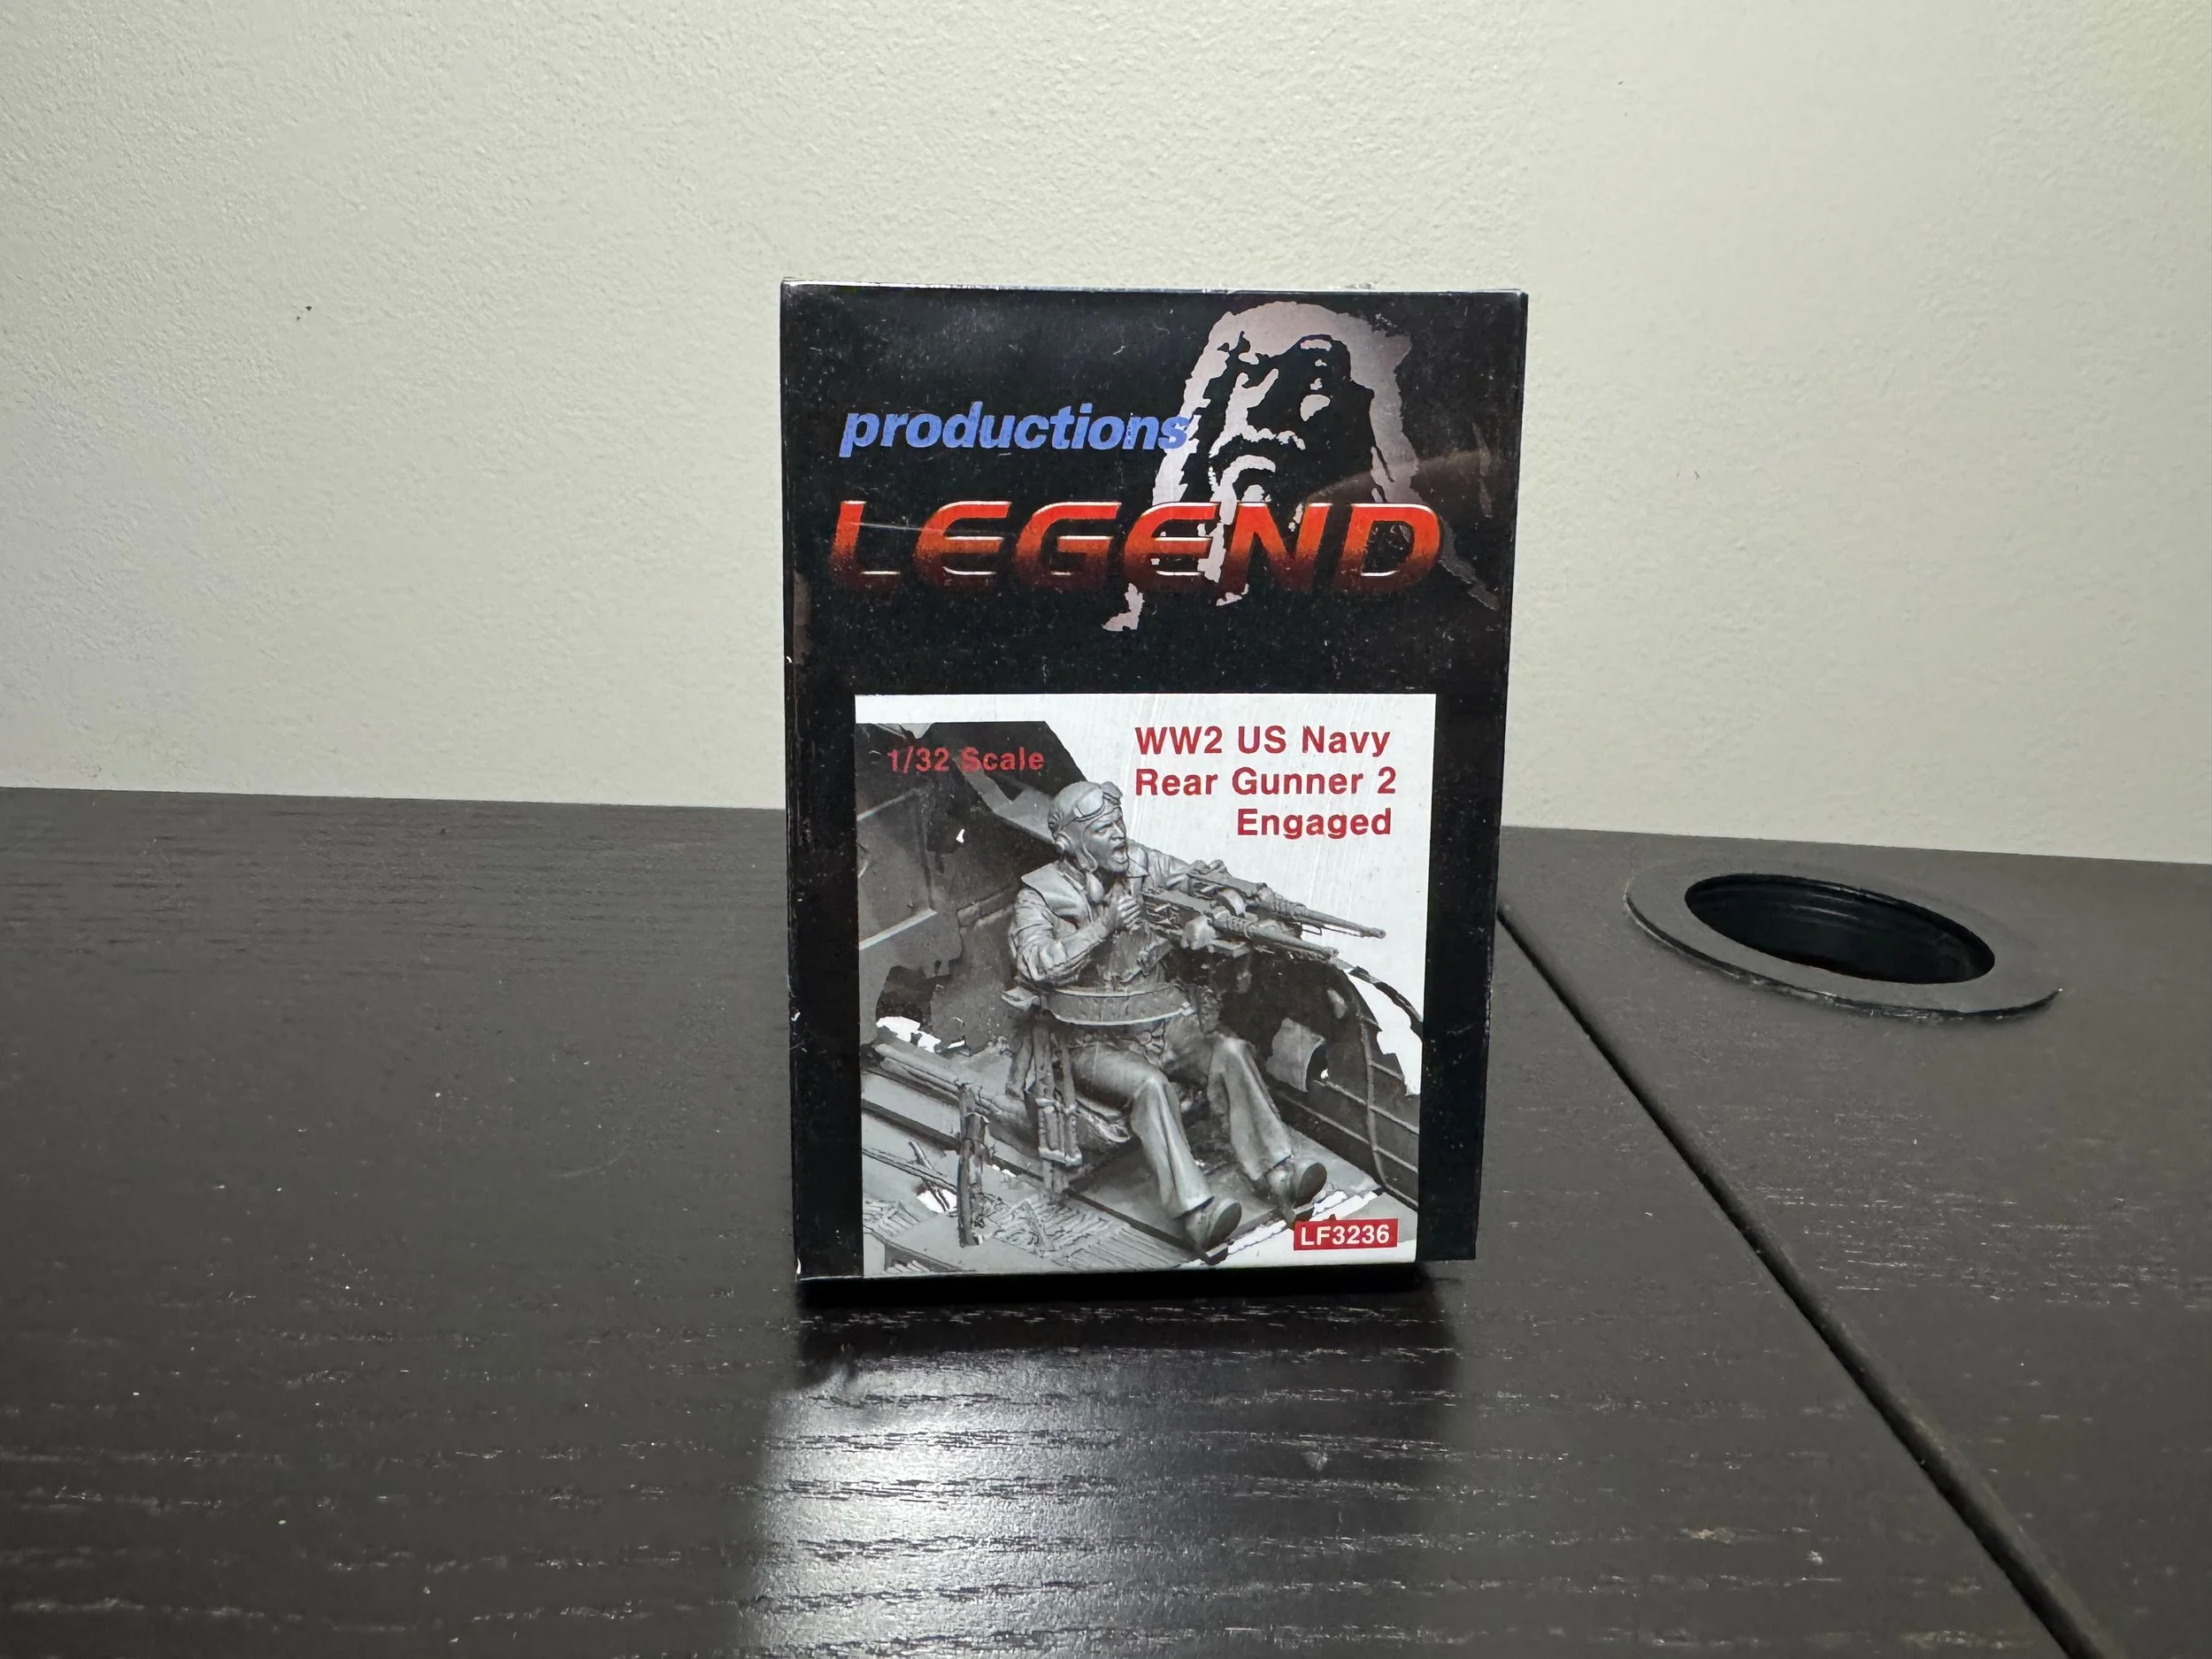 productions
LEGEND
1/32 Scale
WW2 US Navy
Rear Gunner 2
Engaged
LF3236